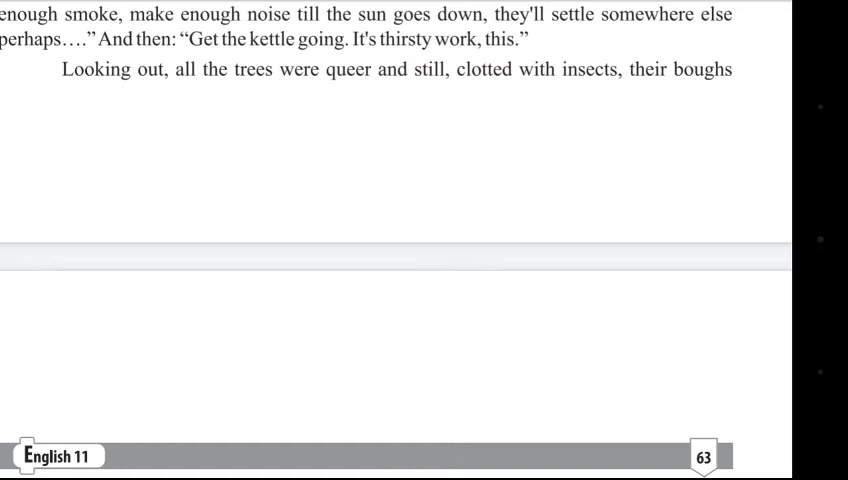 enough smoke, make enough noise till the sun goes down, they'll settle somewhere else
perhaps….” And then: “Get the kettle going. It's thirsty work, this.”
Looking out, all the trees were queer and still, clotted with insects, their boughs
English 11
63